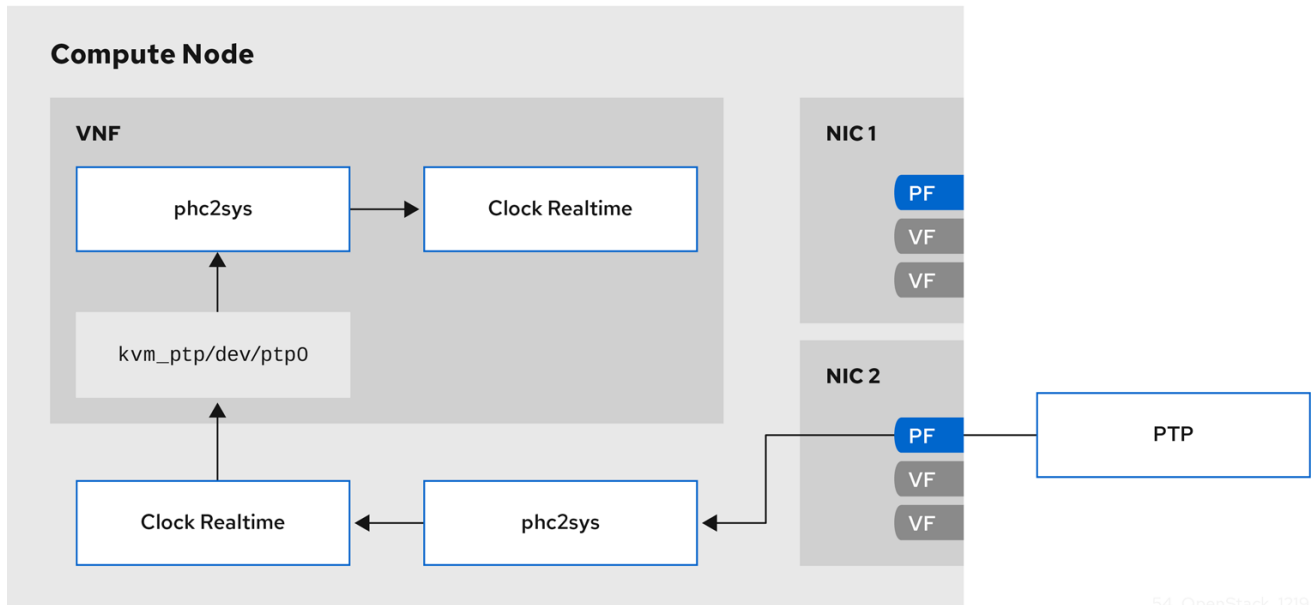 Compute Node
VNF
NIC 1
phc2sys
Clock Realtime
PF
VF
VF
kvm_ptp/dev/ptp0
NIC 2
PF
PTP
VF
VF
Clock Realtime
phc2sys
54_OpenStack_1219